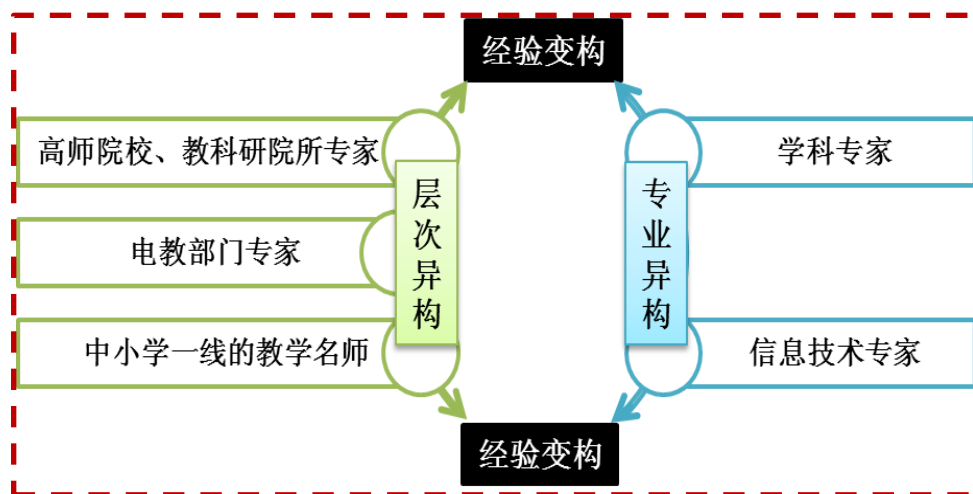 经验变构
高师院校、教科研院所专家
电教部门专家
中小学一线的教学名师
层次异构
专业异构
学科专家
信息技术专家
经验变构